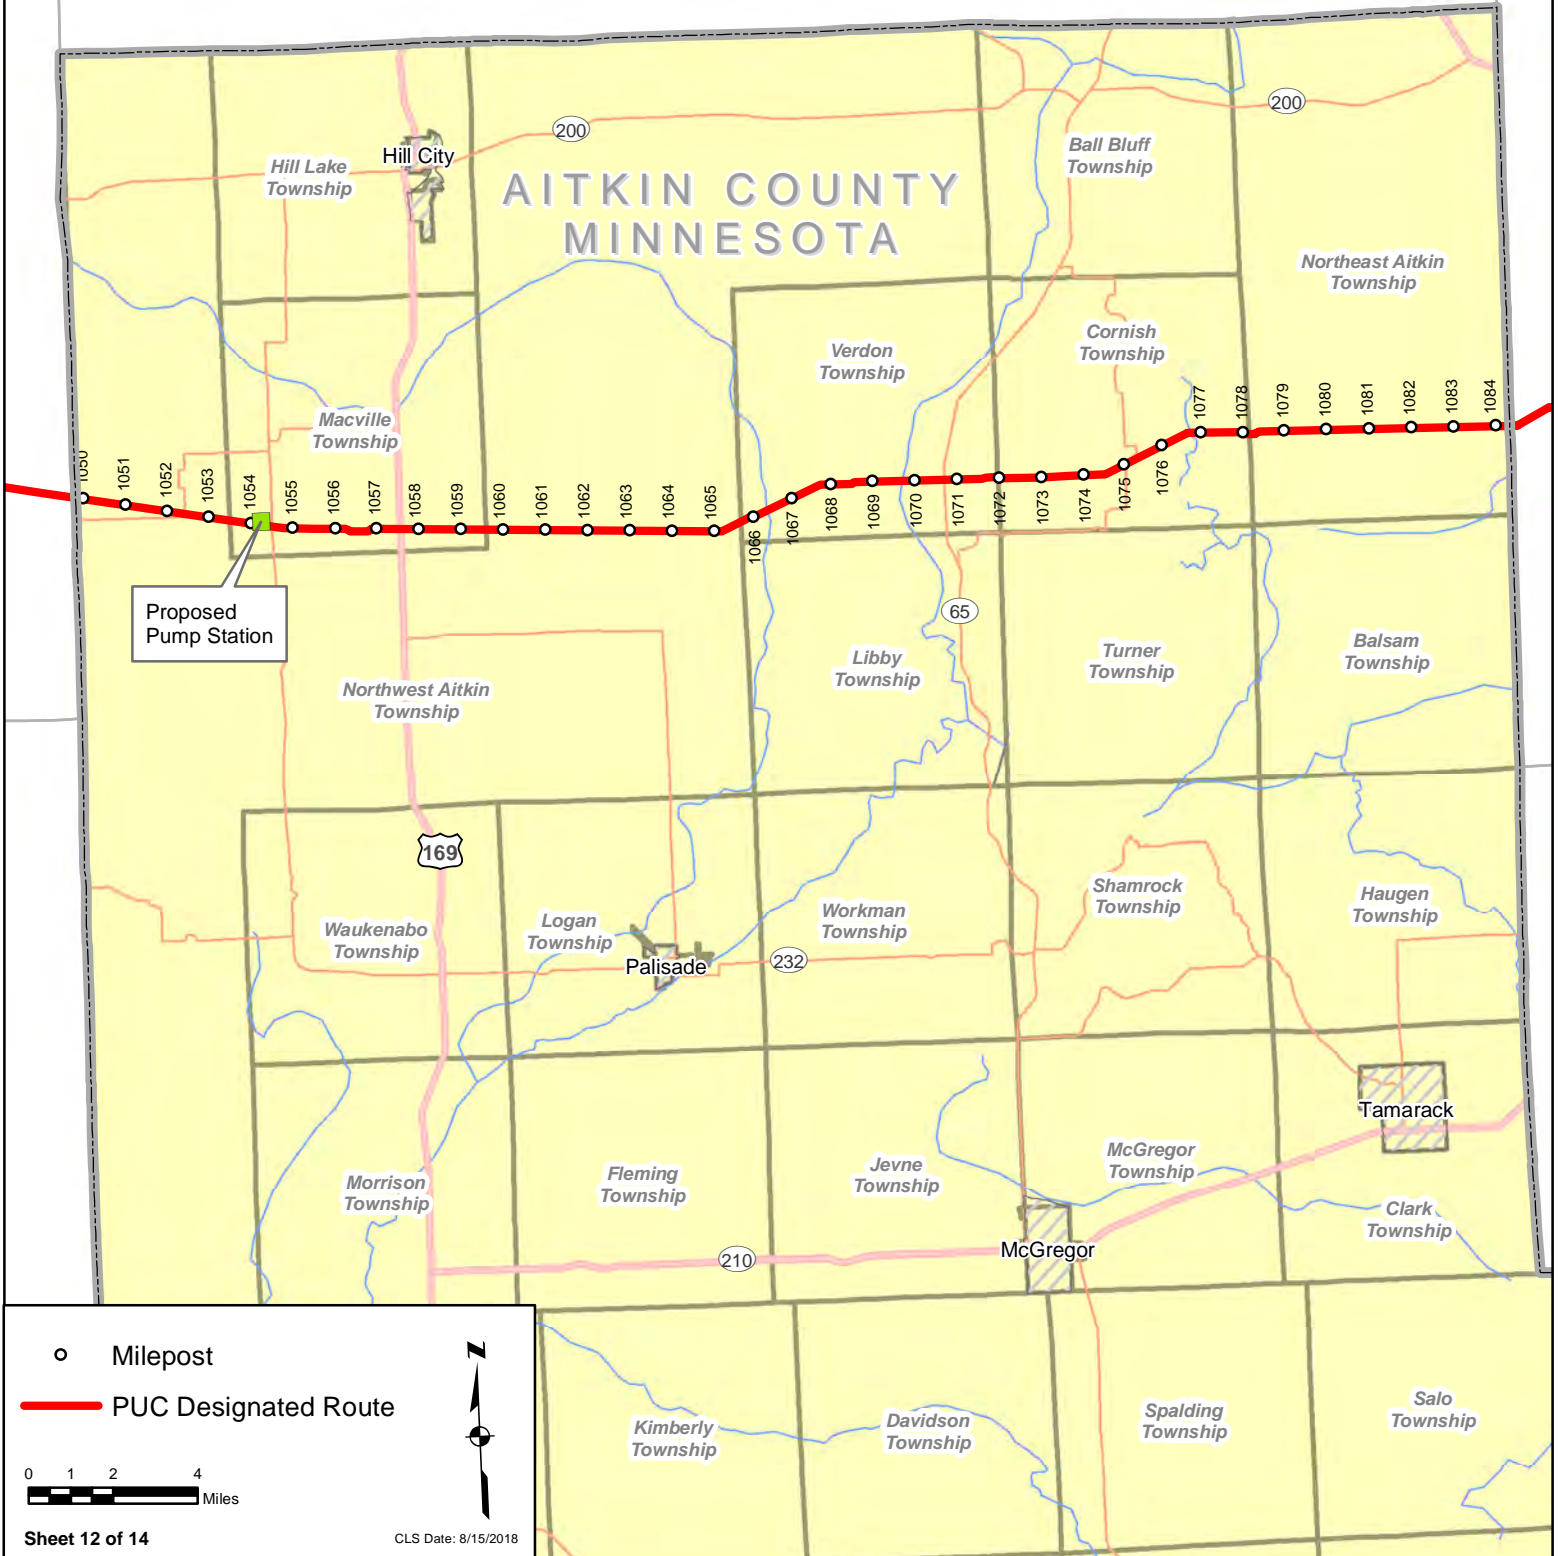 200
200
Hill City
Hill Lake
Township
Ball Bluff
Township
AITKIN COUNTY
MINNESOTA
Northeast Aitkin
Township
Verdon
Township
Cornish
Township
Macville
Township
1050
1051
1052
1053
1054
1055
1056
1057
1058
1059
1060
1061
1062
1063
1064
1065
1066
1067
1068
1069
1070
1071
1072
1073
1074
1075
1076
1077
1078
1079
1080
1081
1082
1083
1084
Proposed
Pump Station
65
Northwest Aitkin
Township
Libby
Township
Turner
Township
Balsam
Township
169
Waukenabo
Township
Logan
Township
Workman
Township
Shamrock
Township
Haugen
Township
Palisade
232
Tamarack
Morrison
Township
Fleming
Township
Jevne
Township
McGregor
Township
Clark
Township
210
McGregor
Kimberly
Township
Davidson
Township
Spalding
Township
Salo
Township
Milepost
PUC Designated Route
Z
0 1 2 4
Miles
Sheet 12 of 14
CLS Date: 8/15/2018